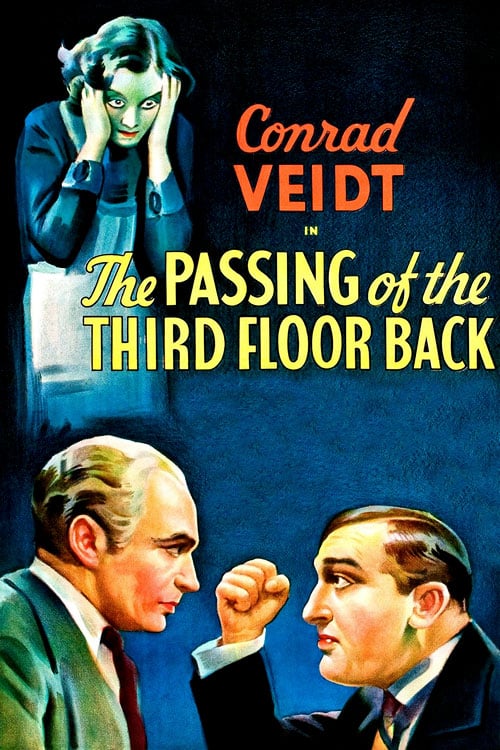 Conrad
VEIDT
IN
The PASSING of the
THIRD FLOOR BACK